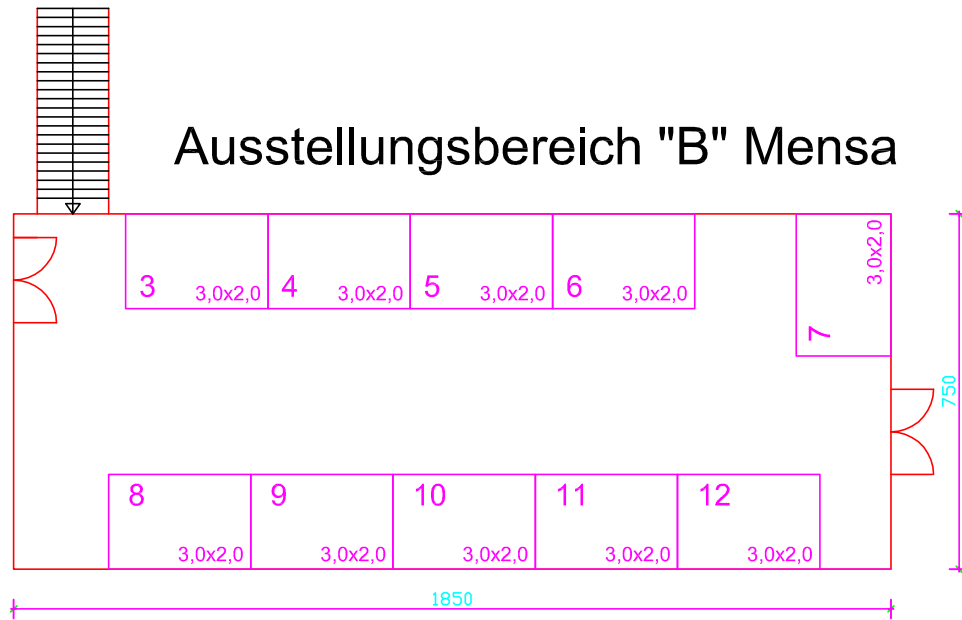 Ausstellungsbereich "B" Mensa
3 3,0x2,0 4 3,0x2,0 5 3,0x2,0 6 3,0x2,0
3,0x2,0
7
750
8 9 10 11 12
3,0x2,0 3,0x2,0 3,0x2,0 3,0x2,0 3,0x2,0
1850